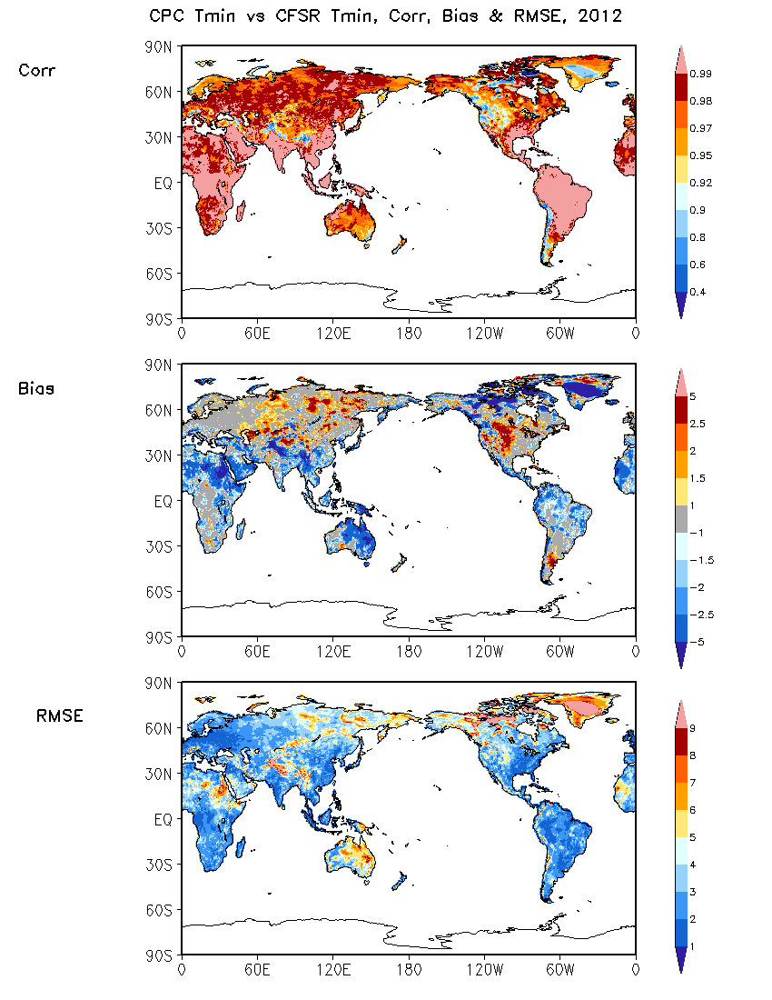 CPC Tmin vs CFSR Tmin, Corr, Bias & RMSE, 2012
Corr
90N
60N
30N
EQ
30S
60S
90S
0 60E 120E 180 120W 60W 0
0.99
0.98
0.97
0.95
0.92
0.9
0.8
0.6
0.4
Bias
90N
60N
30N
EQ
30S
60S
90S
0 60E 120E 180 120W 60W 0
5
2.5
2
1.5
1
-1
-1.5
-2
-2.5
-5
RMSE
90N
60N
30N
EQ
30S
60S
90S
0 60E 120E 180 120W 60W 0
9
8
7
6
5
4
3
2
1